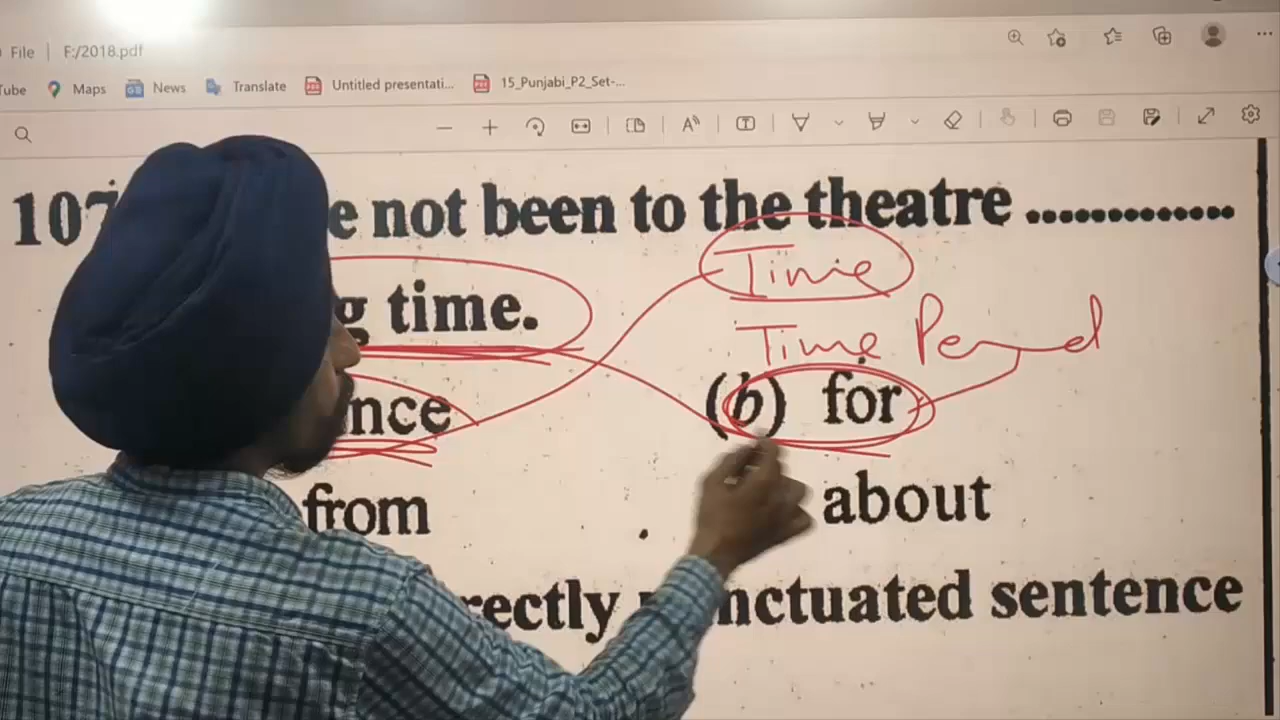 File | F:/2018.pdf
Tube Maps News Translate Untitled presentati... 15_Punjabi_P2_Set-...
107 e not been to the theatre .............
Time
g time.
Time Period
nce (b) for
from about
rectly nctuated sentence